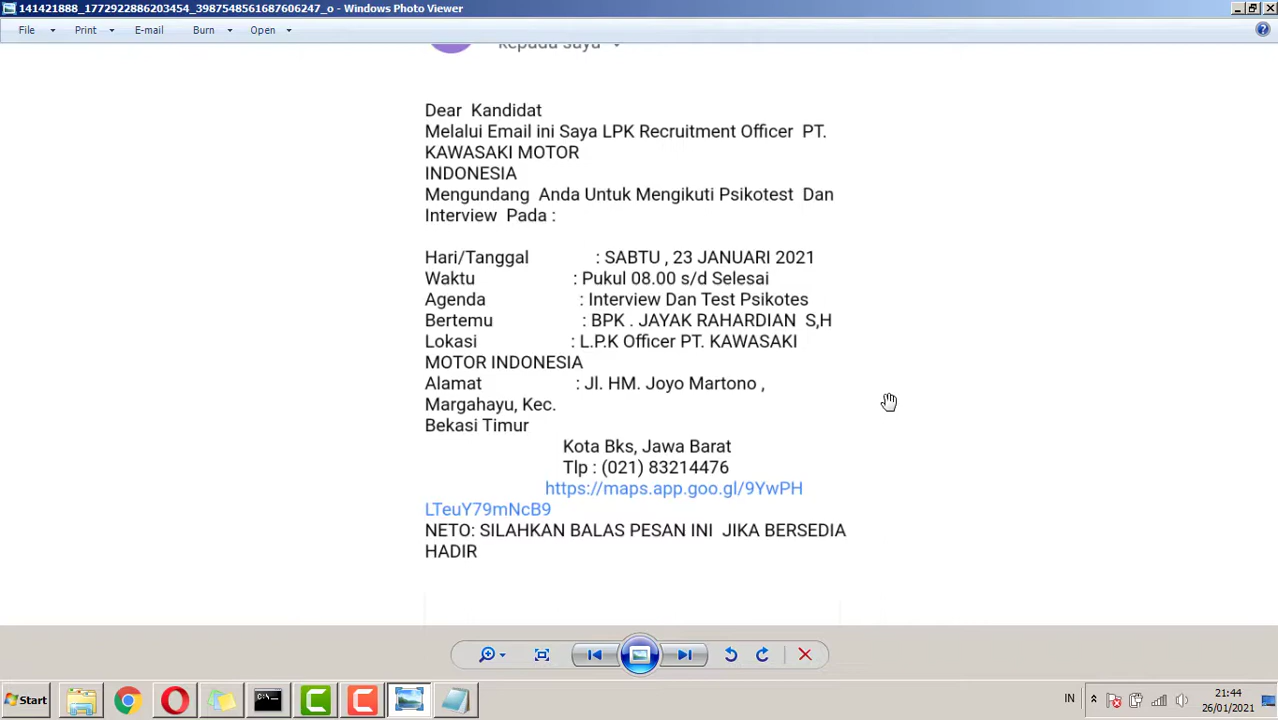 141421888_1772922886203454_3987548561687606247_o - Windows Photo Viewer
File Print E-mail Burn Open
kepada saya
Dear Kandidat
Melalui Email ini Saya LPK Recruitment Officer PT.
KAWASAKI MOTOR
INDONESIA
Mengundang Anda Untuk Mengikuti Psikotest Dan
Interview Pada :
Hari/Tanggal : SABTU , 23 JANUARI 2021
Waktu : Pukul 08.00 s/d Selesai
Agenda : Interview Dan Test Psikotes
Bertemu : BPK . JAYAK RAHARDIAN S,H
Lokasi : L.P.K Officer PT. KAWASAKI
MOTOR INDONESIA
Alamat : Jl. HM. Joyo Martono ,
Margahayu, Kec.
Bekasi Timur
Kota Bks, Jawa Barat
Tlp : (021) 83214476
https://maps.app.goo.gl/9YwPH
LTeuY79mNcB9
NETO: SILAHKAN BALAS PESAN INI JIKA BERSEDIA
HADIR
Start IN 21:44
26/01/2021